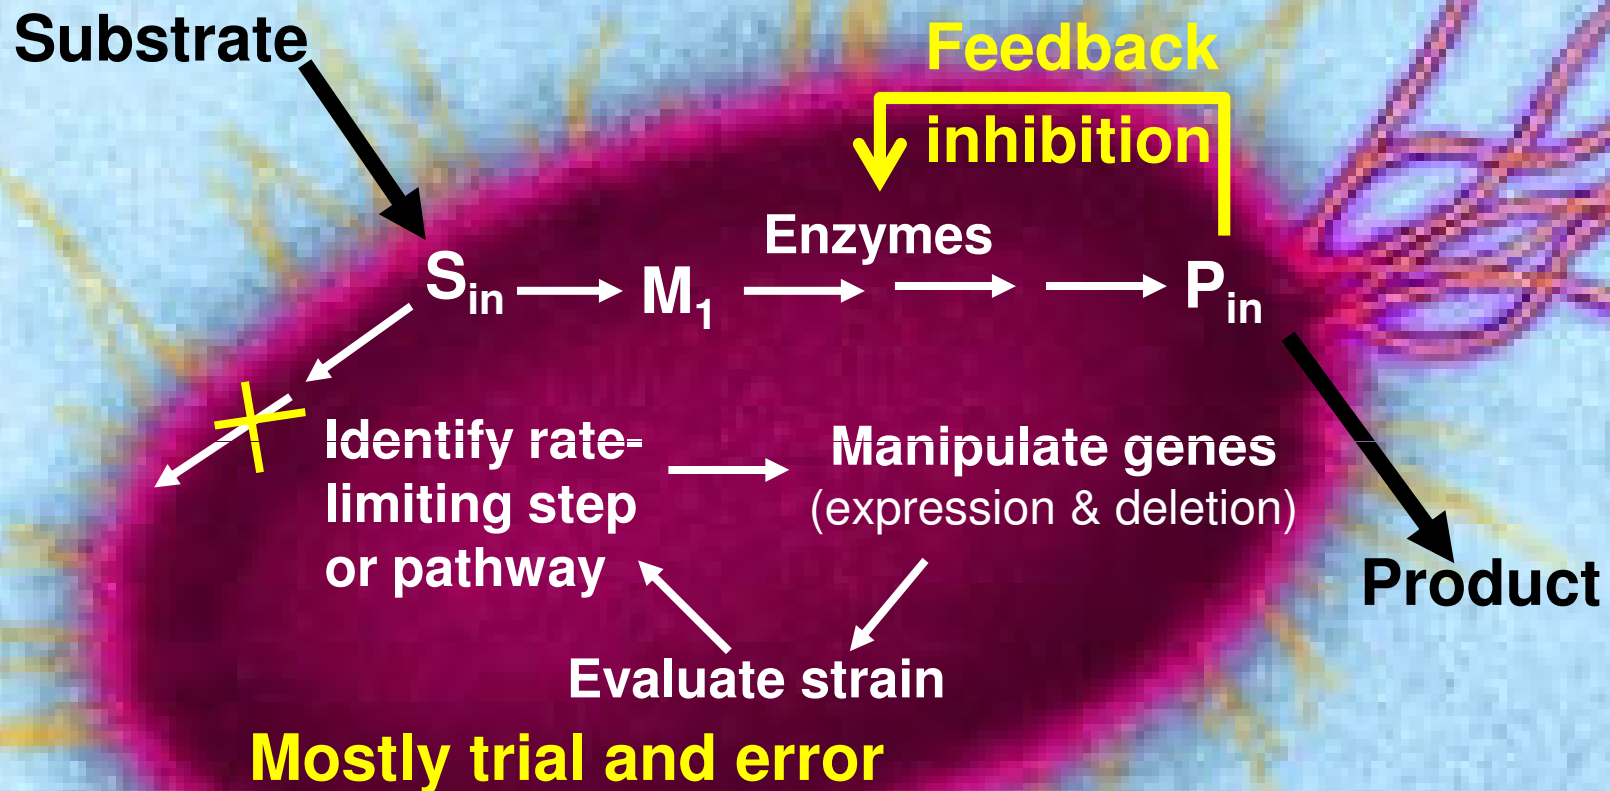 Substrate
Feedback
inhibition
Enzymes
Sin
M1
Pin
Identify rate-
limiting step
or pathway
Manipulate genes
(expression & deletion)
Product
Evaluate strain
Mostly trial and error